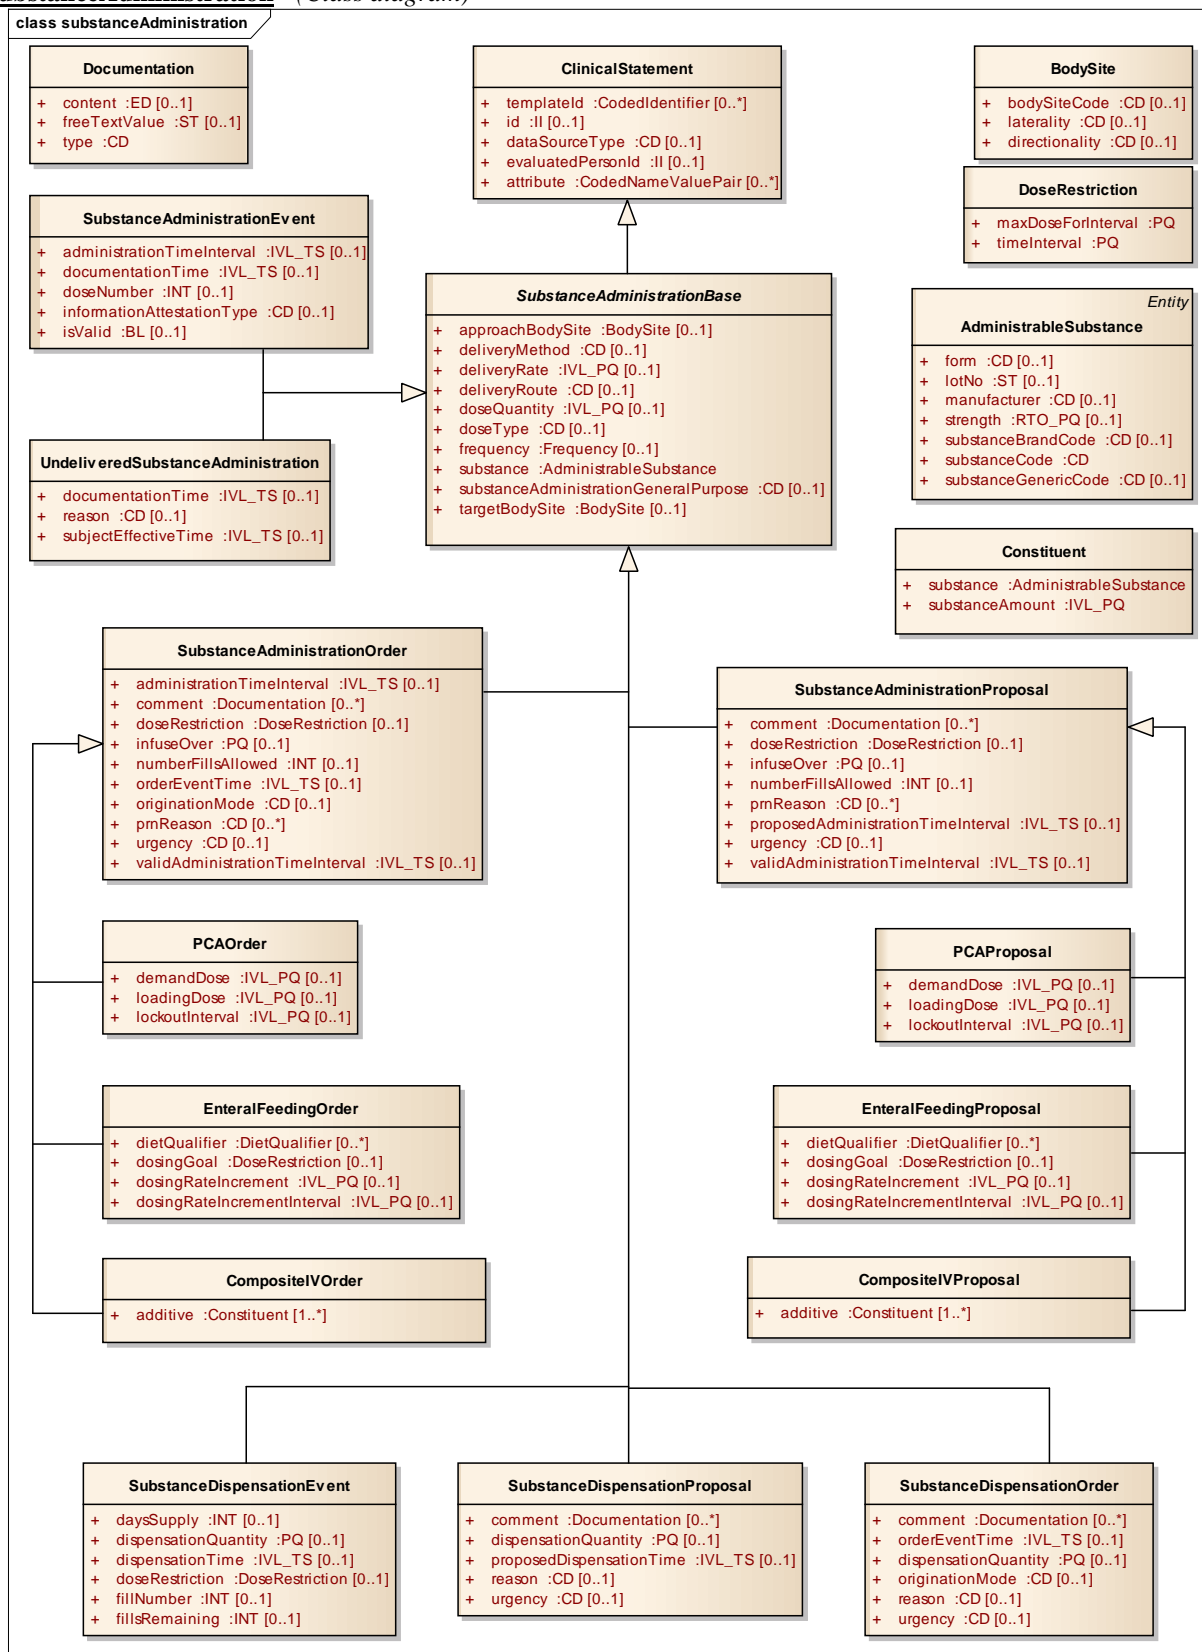 (Class diagram)
class substanceAdministration
Documentation
+ content :ED [0..1]
+ freeTextValue :ST [0..1]
+ type :CD
ClinicalStatement
+ templateId :CodedIdentifier [0..*]
+ id :II [0..1]
+ dataSourceType :CD [0..1]
+ evaluatedPersonId :II [0..1]
+ attribute :CodedNameValuePair [0..*]
BodySite
+ bodySiteCode :CD [0..1]
+ laterality :CD [0..1]
+ directionality :CD [0..1]
DoseRestriction
+ maxDoseForInterval :PQ
+ timeInterval :PQ
SubstanceAdministrationEvent
+ administrationTimeInterval :IVL_TS [0..1]
+ documentationTime :IVL_TS [0..1]
+ doseNumber :INT [0..1]
+ informationAttestationType :CD [0..1]
+ isValid :BL [0..1]
SubstanceAdministrationBase
+ approachBodySite :BodySite [0..1]
+ deliveryMethod :CD [0..1]
+ deliveryRate :IVL_PQ [0..1]
+ deliveryRoute :CD [0..1]
+ doseQuantity :IVL_PQ [0..1]
+ doseType :CD [0..1]
+ frequency :Frequency [0..1]
+ substance :AdministrableSubstance
+ substanceAdministrationGeneralPurpose :CD [0..1]
+ targetBodySite :BodySite [0..1]
Entity
AdministrableSubstance
+ form :CD [0..1]
+ lotNo :ST [0..1]
+ manufacturer :CD [0..1]
+ strength :RTO_PQ [0..1]
+ substanceBrandCode :CD [0..1]
+ substanceCode :CD
+ substanceGenericCode :CD [0..1]
UndeliveredSubstanceAdministration
+ documentationTime :IVL_TS [0..1]
+ reason :CD [0..1]
+ subjectEffectiveTime :IVL_TS [0..1]
Constituent
+ substance :AdministrableSubstance
+ substanceAmount :IVL_PQ
SubstanceAdministrationOrder
+ administrationTimeInterval :IVL_TS [0..1]
+ comment :Documentation [0..*]
+ doseRestriction :DoseRestriction [0..1]
+ infuseOver :PQ [0..1]
+ numberFillsAllowed :INT [0..1]
+ orderEventTime :IVL_TS [0..1]
+ originationMode :CD [0..1]
+ prnReason :CD [0..*]
+ urgency :CD [0..1]
+ validAdministrationTimeInterval :IVL_TS [0..1]
SubstanceAdministrationProposal
+ comment :Documentation [0..*]
+ doseRestriction :DoseRestriction [0..1]
+ infuseOver :PQ [0..1]
+ numberFillsAllowed :INT [0..1]
+ prnReason :CD [0..*]
+ proposedAdministrationTimeInterval :IVL_TS [0..1]
+ urgency :CD [0..1]
+ validAdministrationTimeInterval :IVL_TS [0..1]
PCAOrder
+ demandDose :IVL_PQ [0..1]
+ loadingDose :IVL_PQ [0..1]
+ lockoutInterval :IVL_PQ [0..1]
PCAProposal
+ demandDose :IVL_PQ [0..1]
+ loadingDose :IVL_PQ [0..1]
+ lockoutInterval :IVL_PQ [0..1]
EnteralFeedingOrder
+ dietQualifier :DietQualifier [0..*]
+ dosingGoal :DoseRestriction [0..1]
+ dosingRateIncrement :IVL_PQ [0..1]
+ dosingRateIncrementInterval :IVL_PQ [0..1]
EnteralFeedingProposal
+ dietQualifier :DietQualifier [0..*]
+ dosingGoal :DoseRestriction [0..1]
+ dosingRateIncrement :IVL_PQ [0..1]
+ dosingRateIncrementInterval :IVL_PQ [0..1]
CompositeIVOrder
+ additive :Constituent [1..*]
CompositeIVProposal
+ additive :Constituent [1..*]
SubstanceDispensationEvent
+ daysSupply :INT [0..1]
+ dispensationQuantity :PQ [0..1]
+ dispensationTime :IVL_TS [0..1]
+ doseRestriction :DoseRestriction [0..1]
+ fillNumber :INT [0..1]
+ fillsRemaining :INT [0..1]
SubstanceDispensationProposal
+ comment :Documentation [0..*]
+ dispensationQuantity :PQ [0..1]
+ proposedDispensationTime :IVL_TS [0..1]
+ reason :CD [0..1]
+ urgency :CD [0..1]
SubstanceDispensationOrder
+ comment :Documentation [0..*]
+ orderEventTime :IVL_TS [0..1]
+ dispensationQuantity :PQ [0..1]
+ originationMode :CD [0..1]
+ reason :CD [0..1]
+ urgency :CD [0..1]